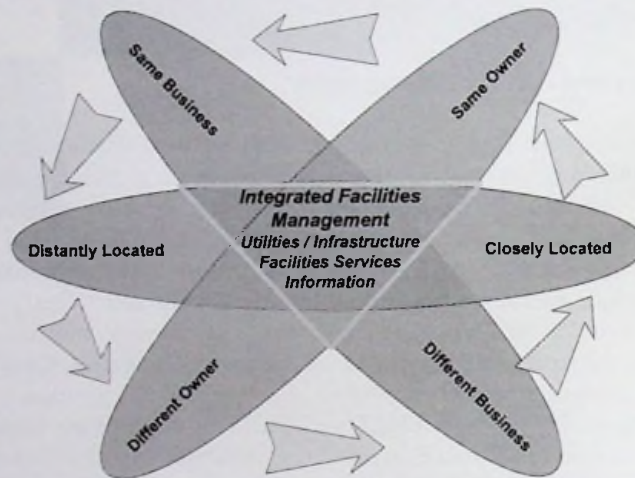 Same Business
Same Owner
Integrated Facilities
Management
Utilities / Infrastructure
Facilities Services
Information
Distantly Located
Closely Located
Different Owner
Different Business